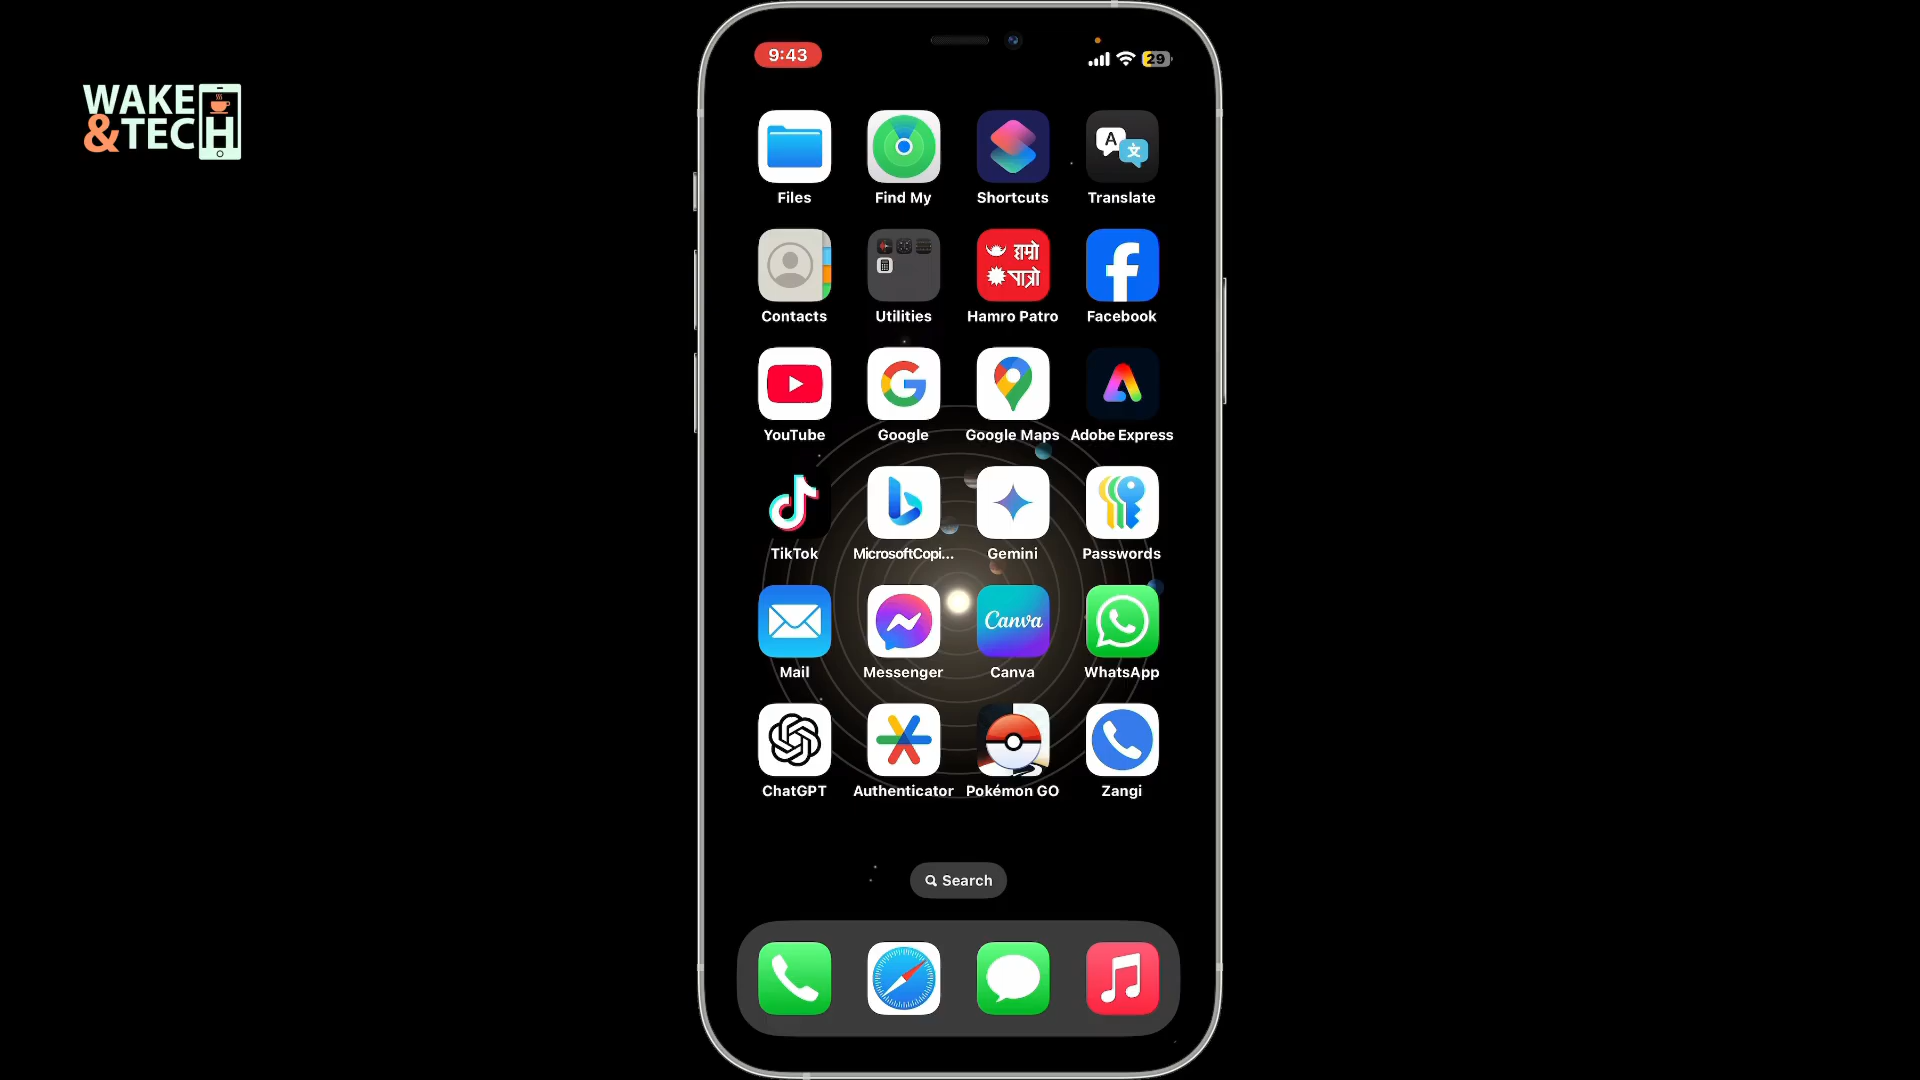 WAKE
&TECH
9:43
29
A
文
Files
Find My
Shortcuts
Translate
हाम्रो
पात्रो
Contacts
Utilities
Hamro Patro
Facebook
YouTube
Google
Google Maps
Adobe Express
TikTok
MicrosoftCopi...
Gemini
Passwords
Canva
Mail
Messenger
Canva
WhatsApp
ChatGPT
Authenticator
Pokémon GO
Zangi
Search